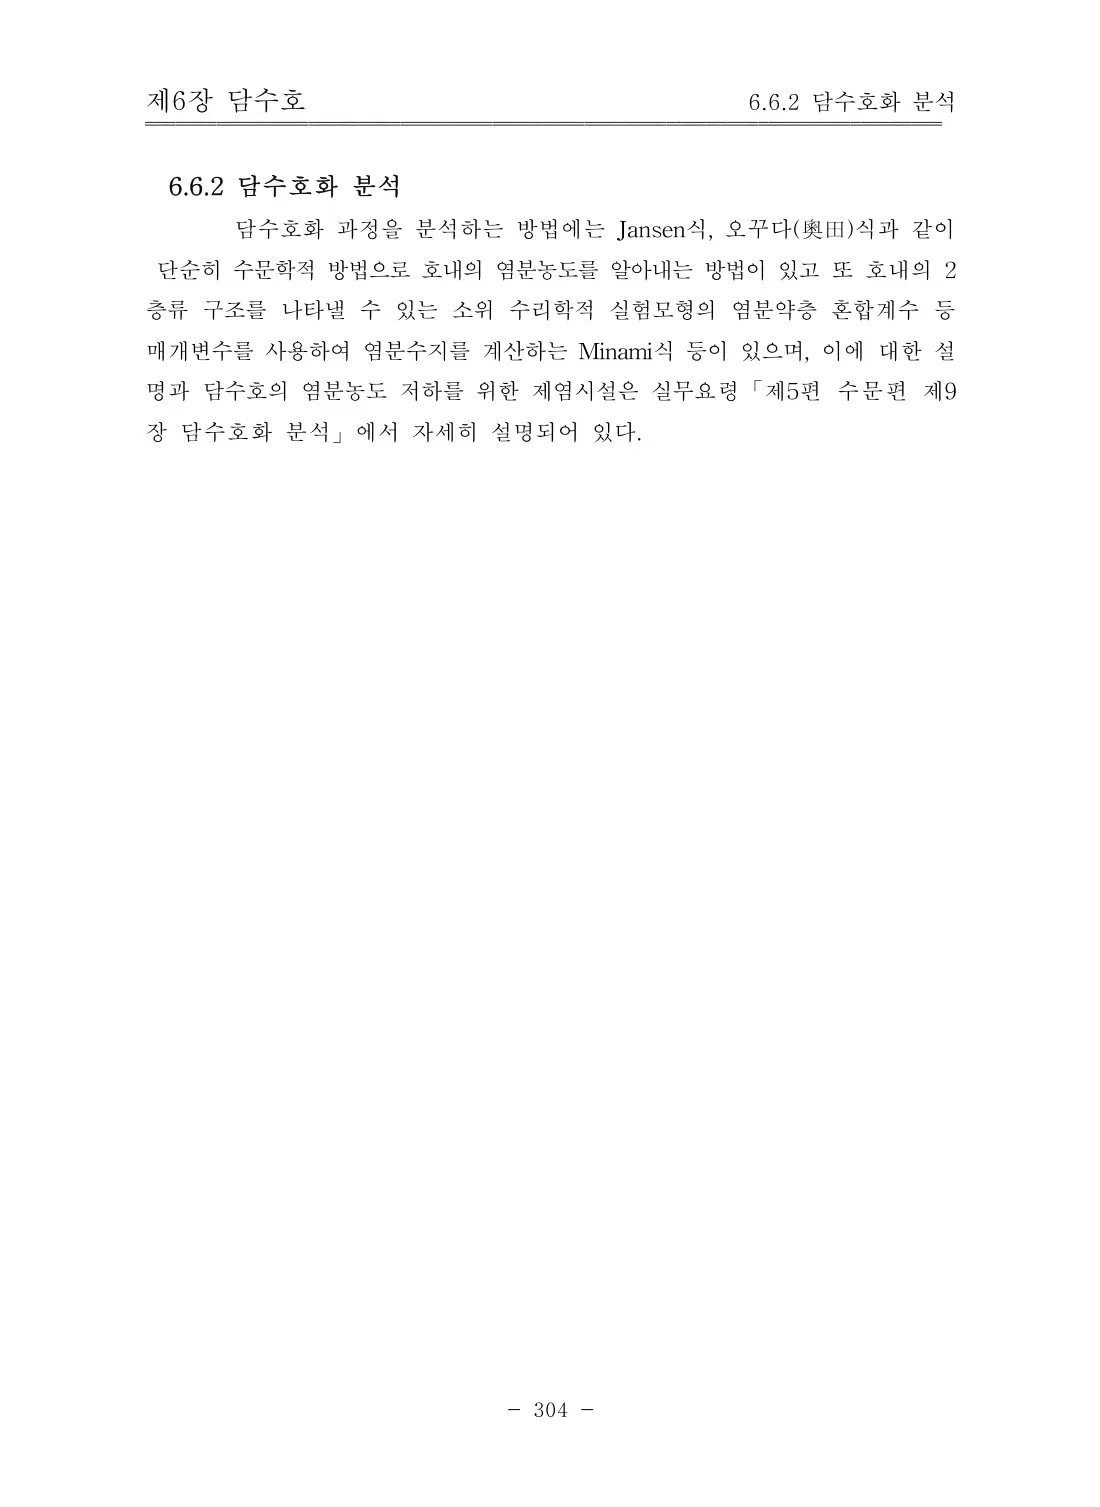 제6장 담수호
6.6.2 담수호화 분석
6.6.2 담수호화 분석
담수호화 과정을 분석하는 방법에는 Jansen식, 오꾸다(奧田)식과 같이
단순히 수문학적 방법으로 호내의 염분농도를 알아내는 방법이 있고 또 호내의 2
층류 구조를 나타낼 수 있는 소위 수리학적 실험모형의 염분약층 혼합계수 등
매개변수를 사용하여 염분수지를 계산하는 Minami식 등이 있으며, 이에 대한 설
명과 담수호의 염분농도 저하를 위한 제염시설은 실무요령「제5편 수문편 제9
장 담수호화 분석」에서 자세히 설명되어 있다.
- 304 -